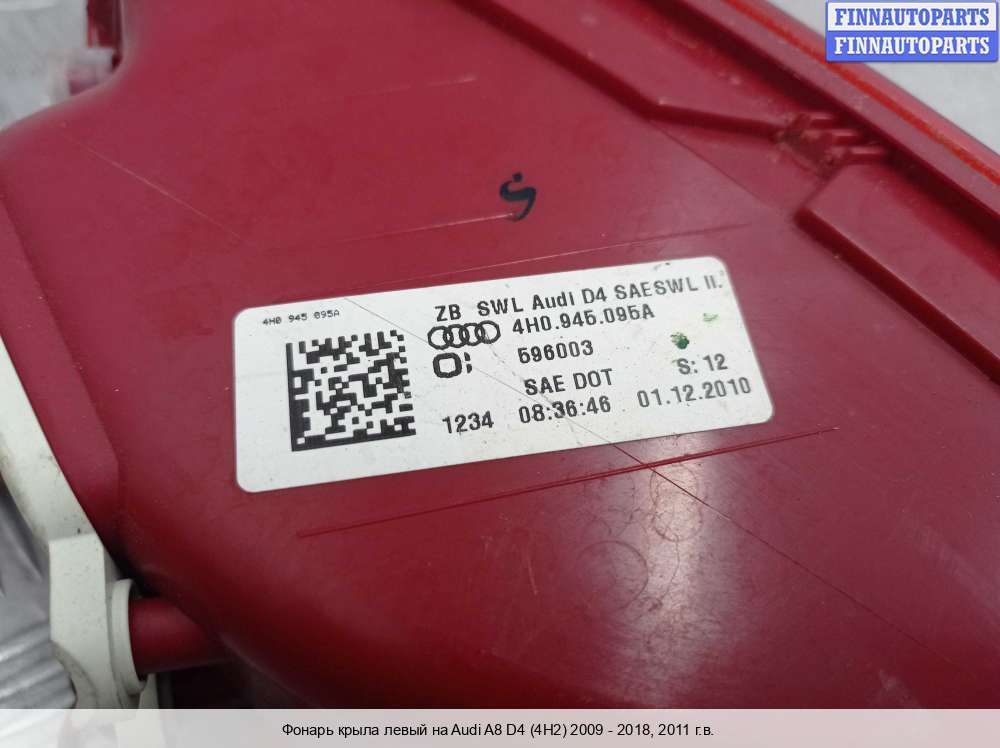 FINNAUTOPARTS
FINNAUTOPARTS
4H0 945 095A
ZB SWL Audi D4 SAESWL II.
4H0.945.095A
596003
SAE DOT
S: 12
1234 08:36:46 01.12.2010
Фонарь крыла левый на Audi A8 D4 (4H2) 2009 - 2018, 2011 г.в.